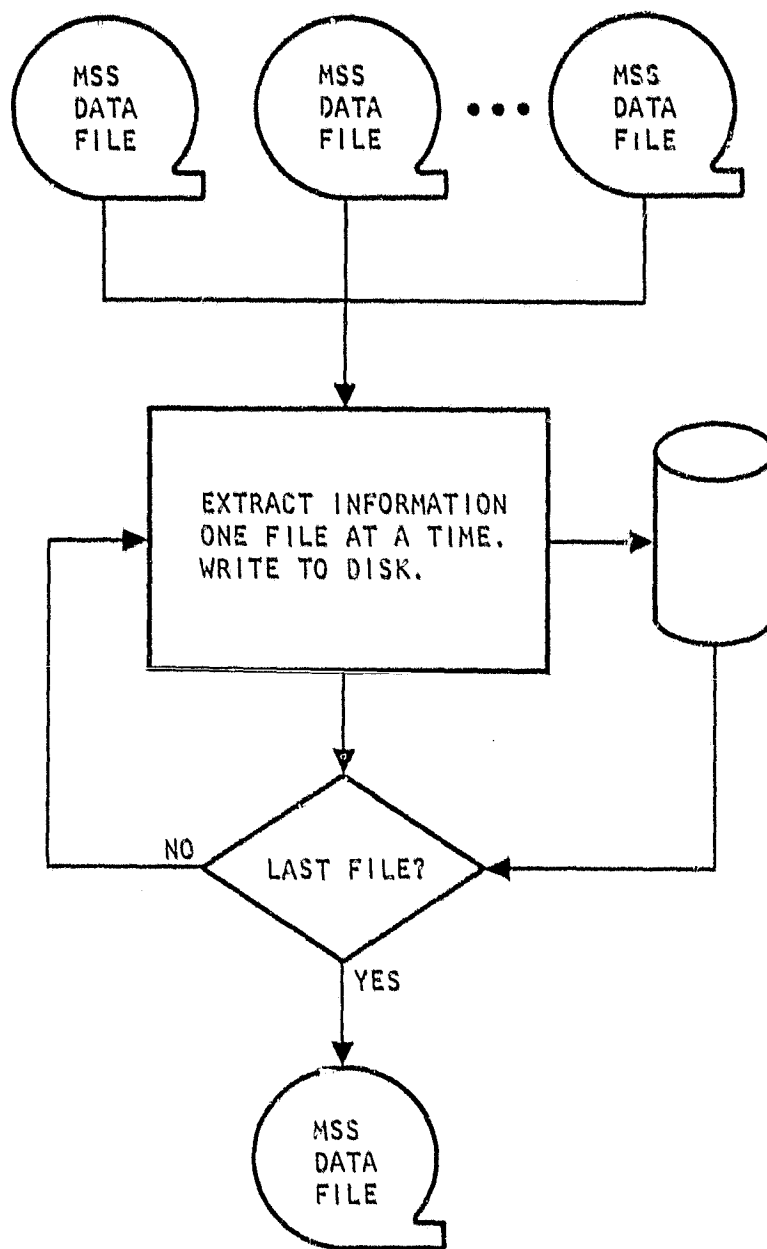 MSS
DATA
FILE
MSS
DATA
FILE
MSS
DATA
FILE
EXTRACT INFORMATION
ONE FILE AT A TIME.
WRITE TO DISK.
NO
LAST FILE?
YES
MSS
DATA
FILE